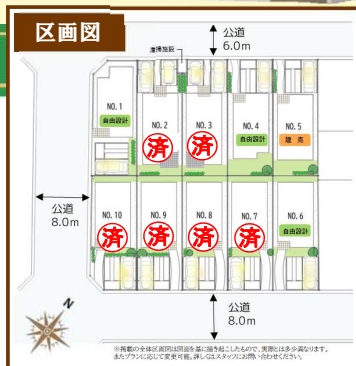 区画図
公道
6.0m
清掃施設
NO.1
自由設計
NO.2
済
NO.3
済
NO.4
自由設計
NO.5
建売
公道
8.0m
NO.10
済
NO.9
済
NO.8
済
NO.7
済
NO.6
自由設計
N
公道
8.0m
※掲載の全体区画図は図面を基に描き起こしたもので、実際とは多少異なります。
またプランに応じて変更可能。詳しくはスタッフにお問い合わせください。